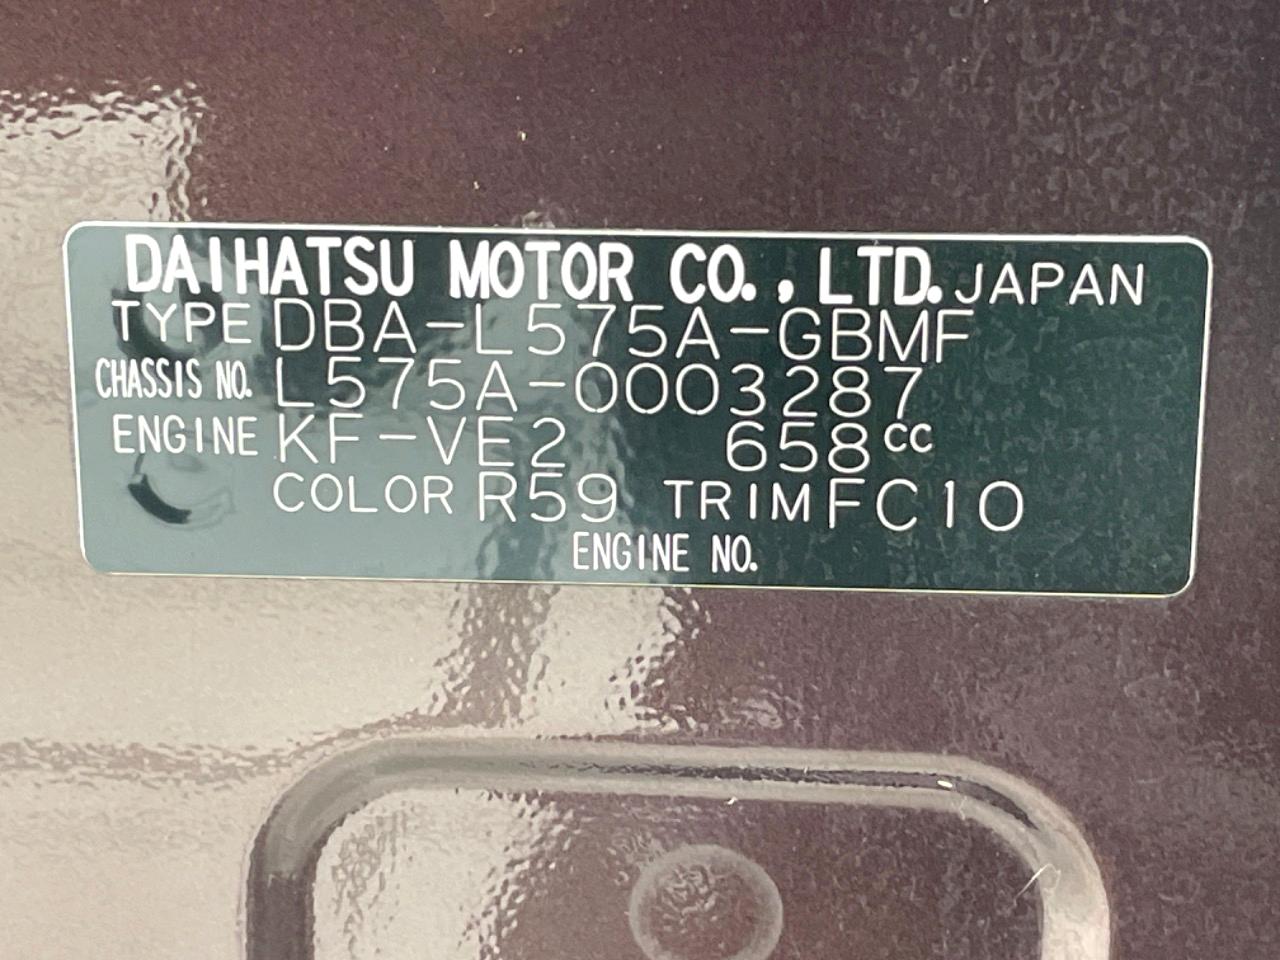 DAIHATSU MOTOR CO., LTD. JAPAN
TYPE DBA-L575A-GBMF
CHASSIS NO. L575A-0003287
ENGINE KF-VE2 658cc
COLOR R59 TRIM FC10
ENGINE NO.